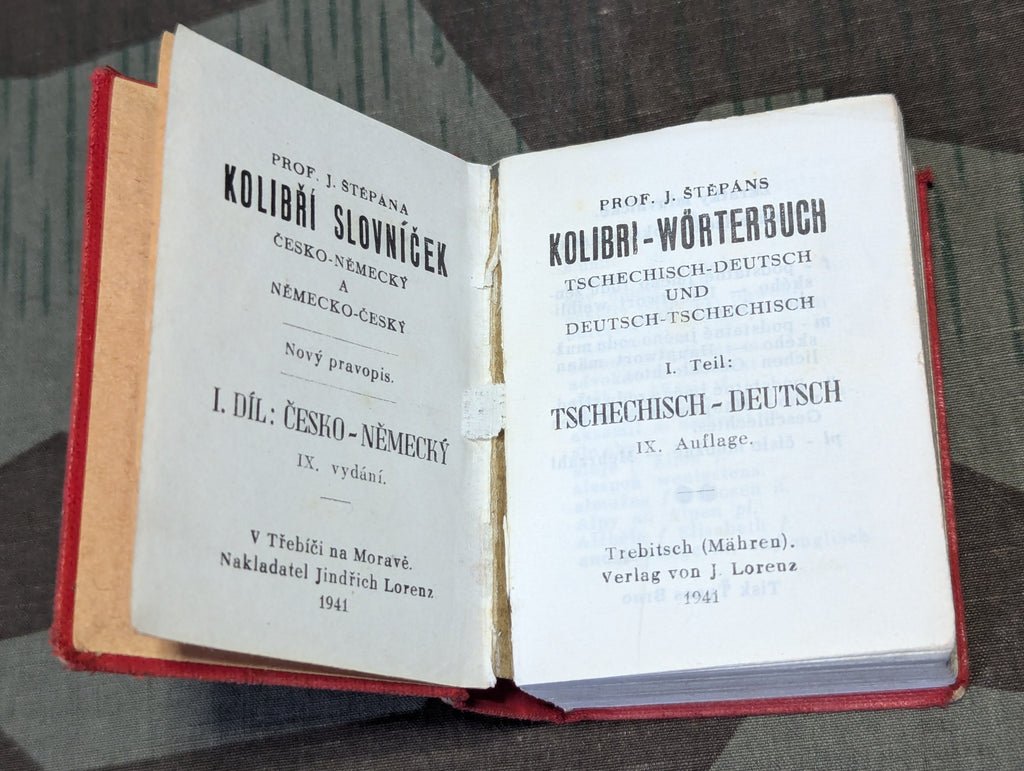 PROF. J. ŠTĚPÁNA
KOLIBŘÍ SLOVNÍČEK
ČESKO-NĚMECKÝ
A
NĚMECKO-ČESKÝ
Nový pravopis.
I. DÍL: ČESKO-NĚMECKÝ
IX. vydání.
V Třebíči na Moravě.
Nakladatel Jindřich Lorenz
1941
PROF. J. ŠTĚPÁNS
KOLIBRI-WÖRTERBUCH
TSCHECHISCH-DEUTSCH
UND
DEUTSCH-TSCHECHISCH
I. Teil:
TSCHECHISCH-DEUTSCH
IX. Auflage.
Trebitsch (Mähren).
Verlag von J. Lorenz
1941